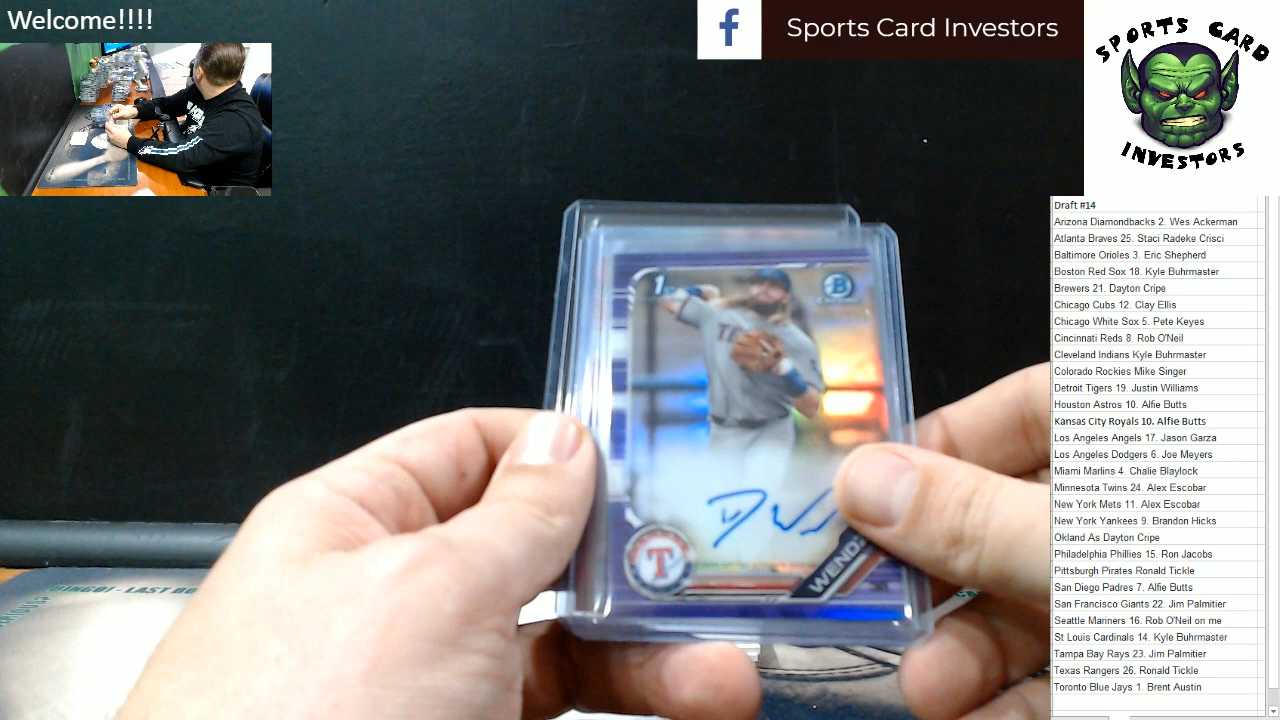 Welcome!!!!
f
Sports Card Investors
SPORTS CARD
INVESTORS
Draft #14
Arizona Diamondbacks 2. Wes Ackerman
Atlanta Braves 25. Staci Radeke Crisci
Baltimore Orioles 3. Eric Shepherd
Boston Red Sox 18. Kyle Buhrmaster
Brewers 21. Dayton Cripe
Chicago Cubs 12. Clay Ellis
Chicago White Sox 5. Pete Keyes
Cincinnati Reds 8. Rob O'Neil
Cleveland Indians Kyle Buhrmaster
Colorado Rockies Mike Singer
Detroit Tigers 19. Justin Williams
Houston Astros 10. Alfie Butts
Kansas City Royals 10. Alfie Butts
Los Angeles Angels 17. Jason Garza
Los Angeles Dodgers 6. Joe Meyers
Miami Marlins 4. Chalie Blaylock
Minnesota Twins 24. Alex Escobar
New York Mets 11. Alex Escobar
New York Yankees 9. Brandon Hicks
Okland As Dayton Cripe
Philadelphia Phillies 15. Ron Jacobs
Pittsburgh Pirates Ronald Tickle
San Diego Padres 7. Alfie Butts
San Francisco Giants 22. Jim Palmitier
Seattle Mariners 16. Rob O'Neil on me
St Louis Cardinals 14. Kyle Buhrmaster
Tampa Bay Rays 23. Jim Palmitier
Texas Rangers 26. Ronald Tickle
Toronto Blue Jays 1. Brent Austin
1
B
TE
T
WEND